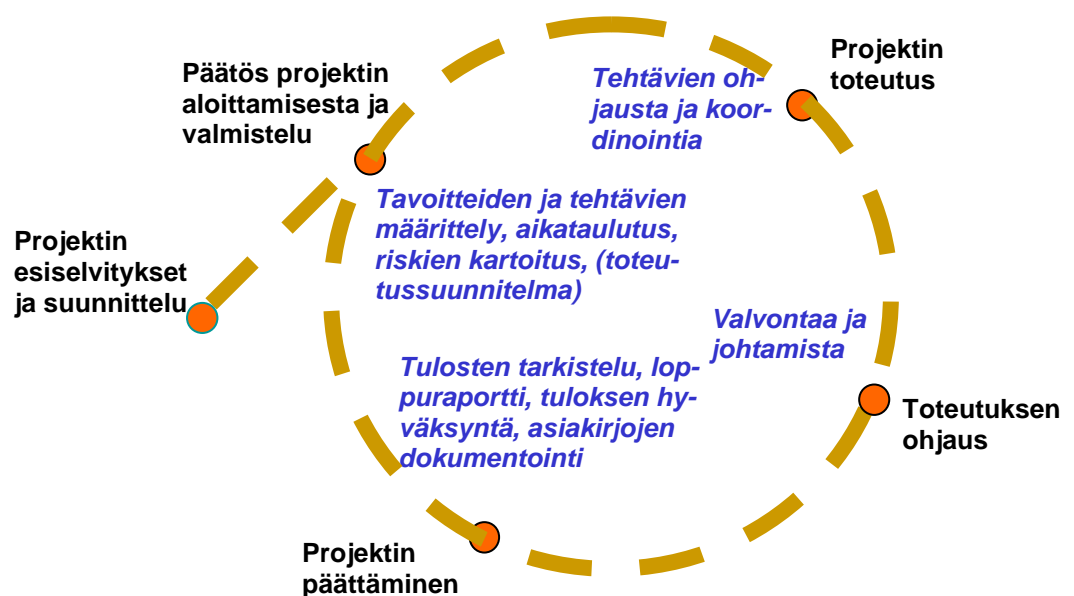 Projektin
esiselvitykset
ja suunnittelu
Päätös projektin
aloittamisesta ja
valmistelu
Tavoitteiden ja tehtävien
määrittely, aikataulutus,
riskien kartoitus, (toteu-
tussuunnitelma)
Projektin
toteutus
Tehtävien oh-
jausta ja koor-
dinointia
Toteutuksen
ohjaus
Valvontaa ja
johtamista
Projektin
päättäminen
Tulosten tarkistelu, lop-
puraportti, tuloksen hy-
väksyntä, asiakirjojen
dokumentointi